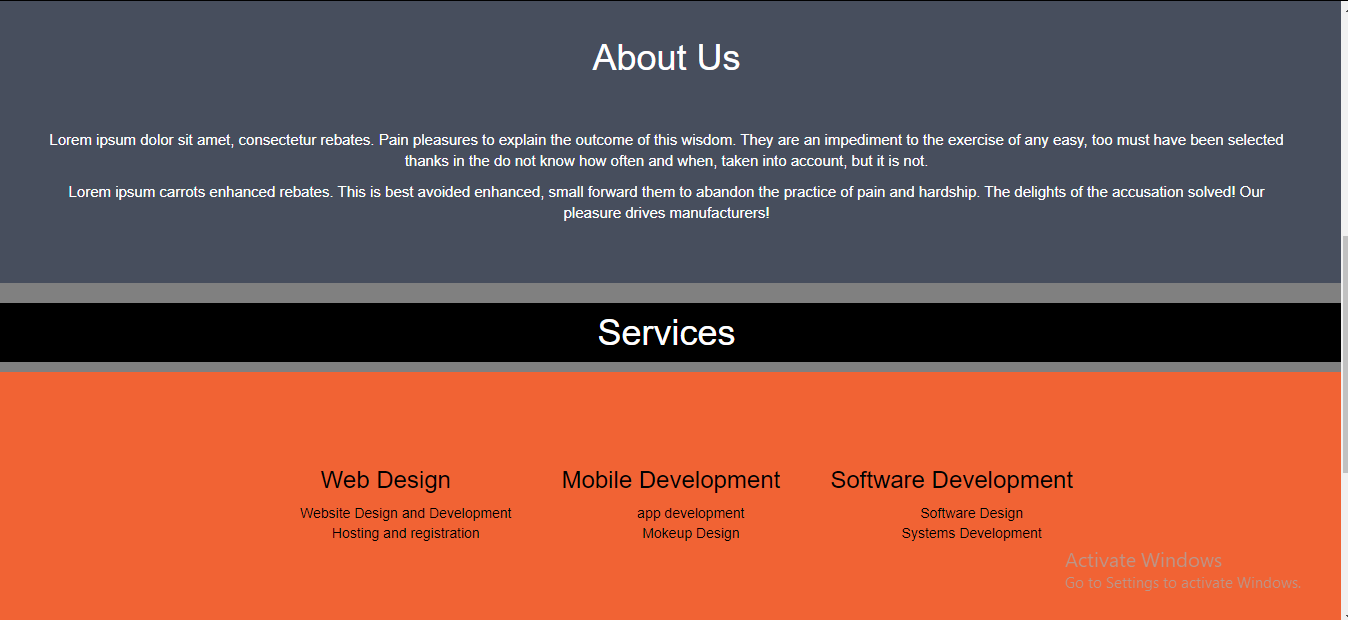 About Us
Lorem ipsum dolor sit amet, consectetur rebates. Pain pleasures to explain the outcome of this wisdom. They are an impediment to the exercise of any easy, too must have been selected
thanks in the do not know how often and when, taken into account, but it is not.
Lorem ipsum carrots enhanced rebates. This is best avoided enhanced, small forward them to abandon the practice of pain and hardship. The delights of the accusation solved! Our
pleasure drives manufacturers!
Services
Web Design
Website Design and Development
Hosting and registration
Mobile Development
app development
Mokeup Design
Software Development
Software Design
Systems Development
Activate Windows
Go to Settings to activate Windows.